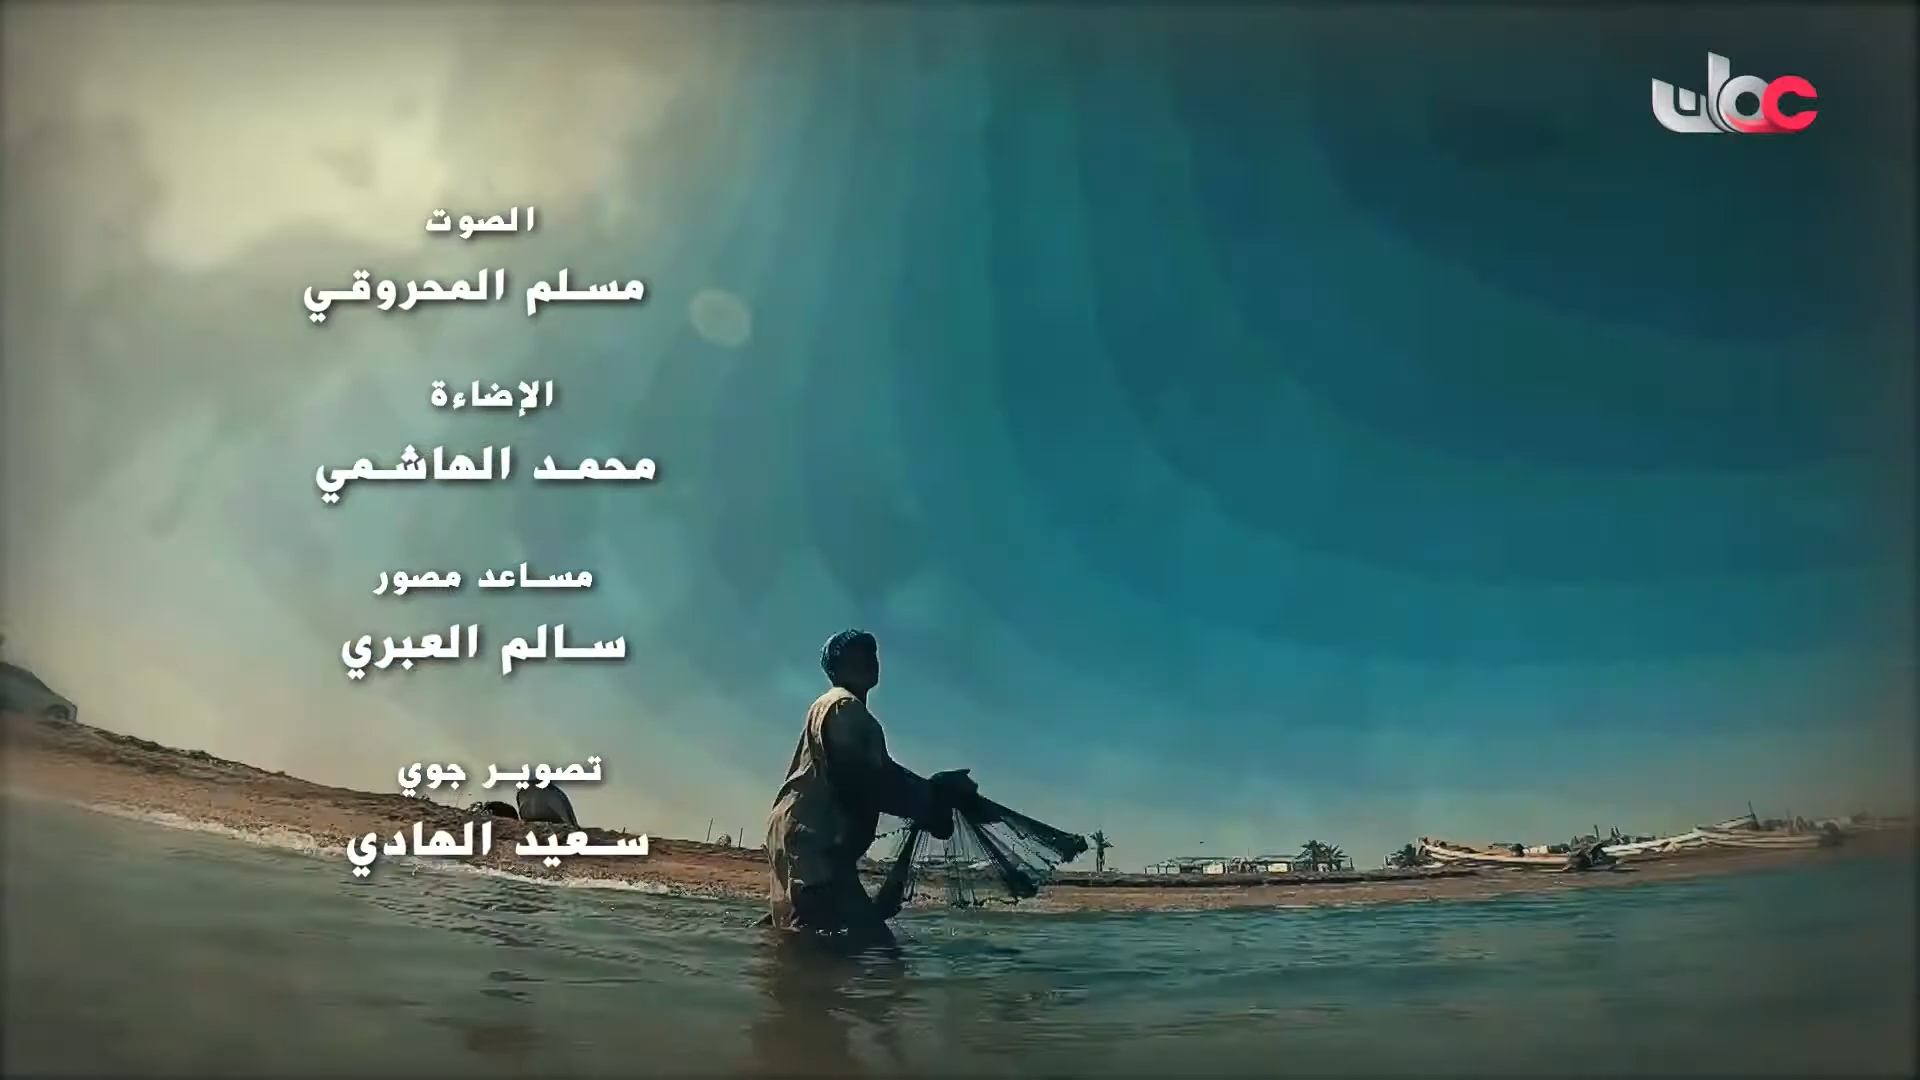 عمان
الصوت
مسلم المحروقي
الإضاءة
محمد الهاشمي
مساعد مصور
سالم العبري
تصوير جوي
سعيد الهادي